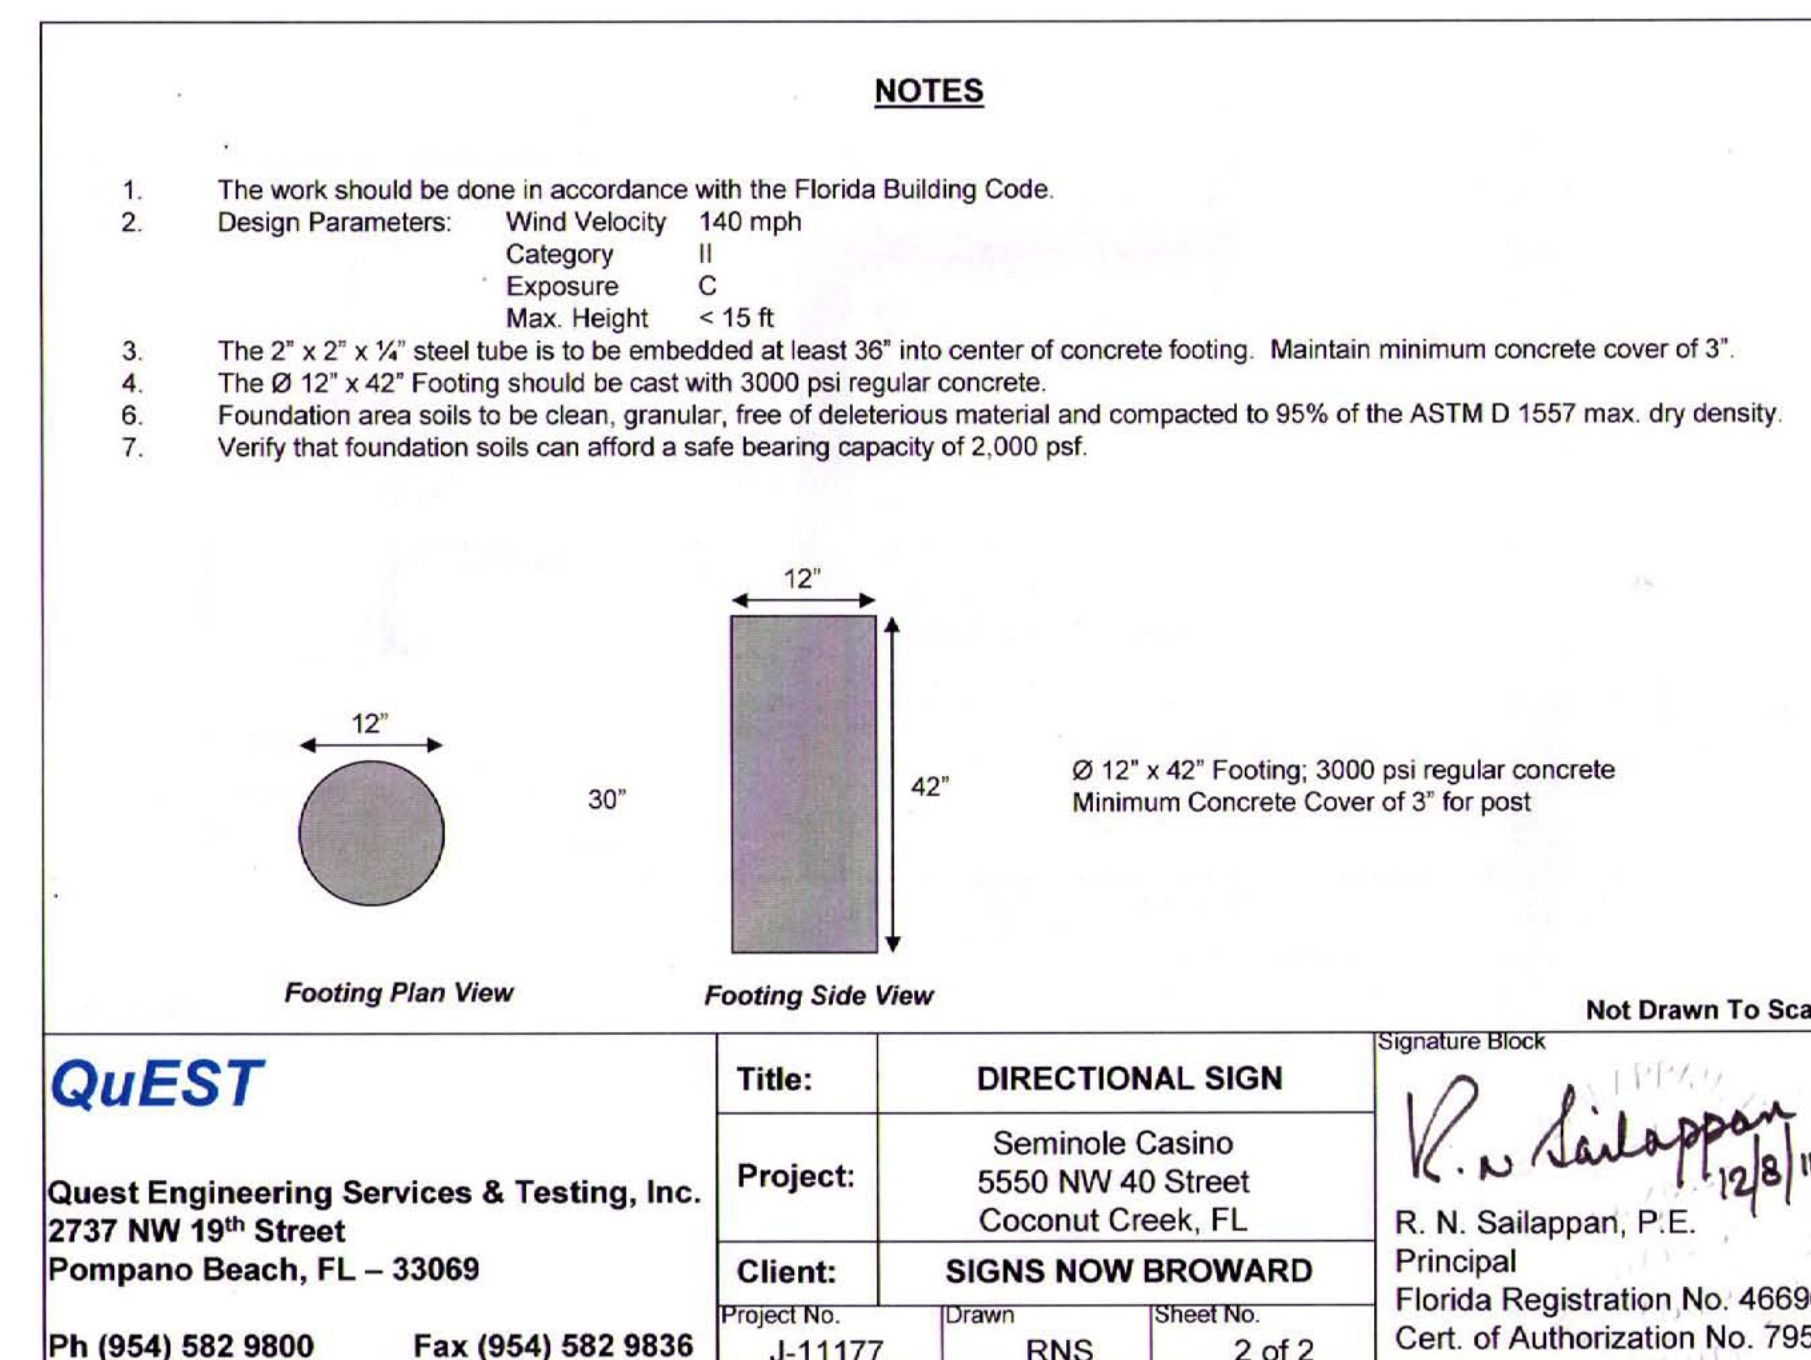 NOTES
1. The work should be done in accordance with the Florida Building Code.
2. Design Parameters: Wind Velocity 140 mph
Category II
Exposure C
Max. Height < 15 ft
3. The 2" x 2" x ¼" steel tube is to be embedded at least 36" into center of concrete footing. Maintain minimum concrete cover of 3".
4. The Ø 12" x 42" Footing should be cast with 3000 psi regular concrete.
6. Foundation area soils to be clean, granular, free of deleterious material and compacted to 95% of the ASTM D 1557 max. dry density.
7. Verify that foundation soils can afford a safe bearing capacity of 2,000 psf.
12"
12"
30"
42"
Ø 12" x 42" Footing; 3000 psi regular concrete
Minimum Concrete Cover of 3" for post
Footing Plan View
Footing Side View
Not Drawn To Sca
QuEST
Quest Engineering Services & Testing, Inc.
2737 NW 19th Street
Pompano Beach, FL – 33069
Ph (954) 582 9800 Fax (954) 582 9836
Title: DIRECTIONAL SIGN
Project: Seminole Casino
5550 NW 40 Street
Coconut Creek, FL
Client: SIGNS NOW BROWARD
Project No. Drawn Sheet No.
J-11177 RNS 2 of 2
Signature Block
R. N Sailappan
12/8/11
R. N. Sailappan, P.E.
Principal
Florida Registration No. 4669
Cert. of Authorization No. 795